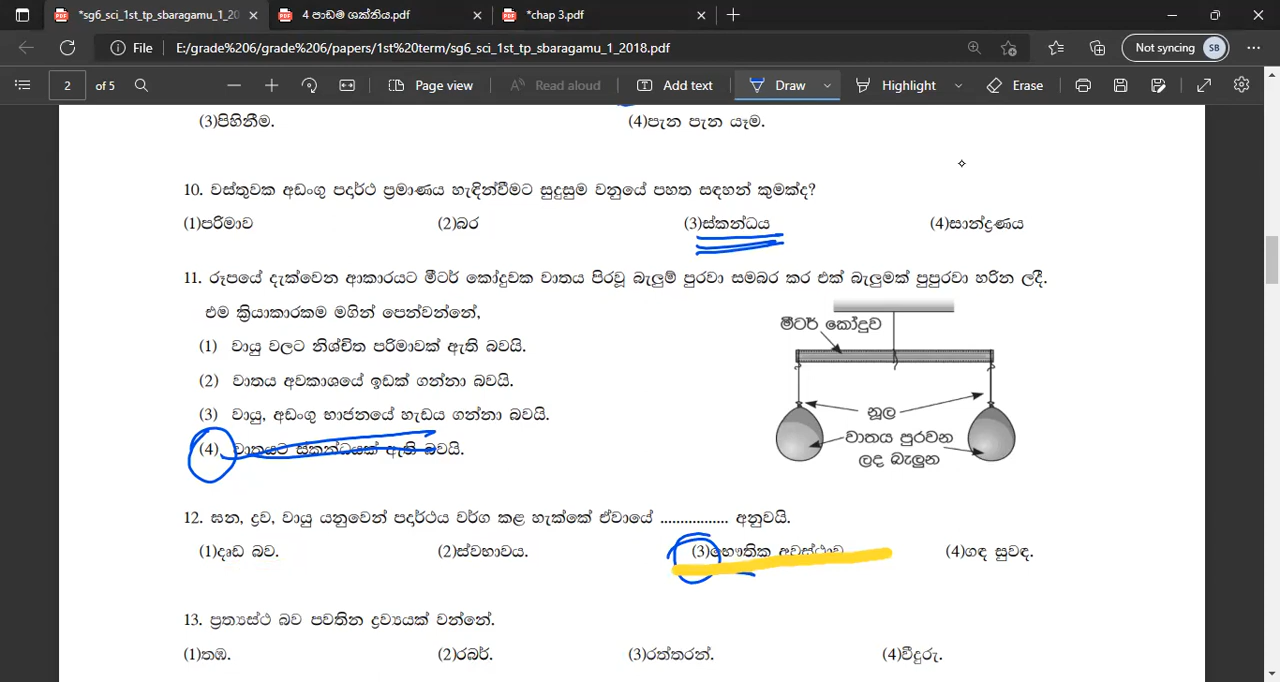 *sg6_sci_1st_tp_sbaragamu_1_20
4 පාඩම ශක්තිය.pdf
*chap 3.pdf
File E:/grade%206/grade%206/papers/1st%20term/sg6_sci_1st_tp_sbaragamu_1_2018.pdf
Not syncing SB
2 of 5 Page view Read aloud Add text Draw Highlight Erase
(3)පිහිනීම. (4)පැන පැන යෑම.
10. වස්තුවක අඩංගු පදාර්ථ ප්‍රමාණය හැඳින්වීමට සුදුසුම වනුයේ පහත සඳහන් කුමක්ද?
(1)පරිමාව (2)බර (3)ස්කන්ධය (4)සාන්ද්‍රණය
11. රූපයේ දැක්වෙන ආකාරයට මීටර් කෝදුවක වාතය පිරවූ බැලුම් පුරවා සමබර කර එක් බැලුමක් පුපුරවා හරින ලදී.
එම ක්‍රියාකාරකම මගින් පෙන්වන්නේ,
(1) වායු වලට නිශ්චිත පරිමාවක් ඇති බවයි.
(2) වාතය අවකාශයේ ඉඩක් ගන්නා බවයි.
(3) වායු, අඩංගු භාජනයේ හැඩය ගන්නා බවයි.
(4) වාතයට ස්කන්ධයක් ඇති බවයි.
මීටර් කෝදුව
නූල
වාතය පුරවන
ලද බැලුන
12. ඝන, ද්‍රව, වායු යනුවෙන් පදාර්ථය වර්ග කළ හැක්කේ ඒවායේ ................. අනුවයි.
(1)දෘඩ බව. (2)ස්වභාවය. (3)භෞතික අවස්ථාව (4)ගඳ සුවඳ.
13. ප්‍රත්‍යස්ථ බව පවතින ද්‍රව්‍යයක් වන්නේ.
(1)තඹ. (2)රබර්. (3)රත්තරන්. (4)වීදුරු.